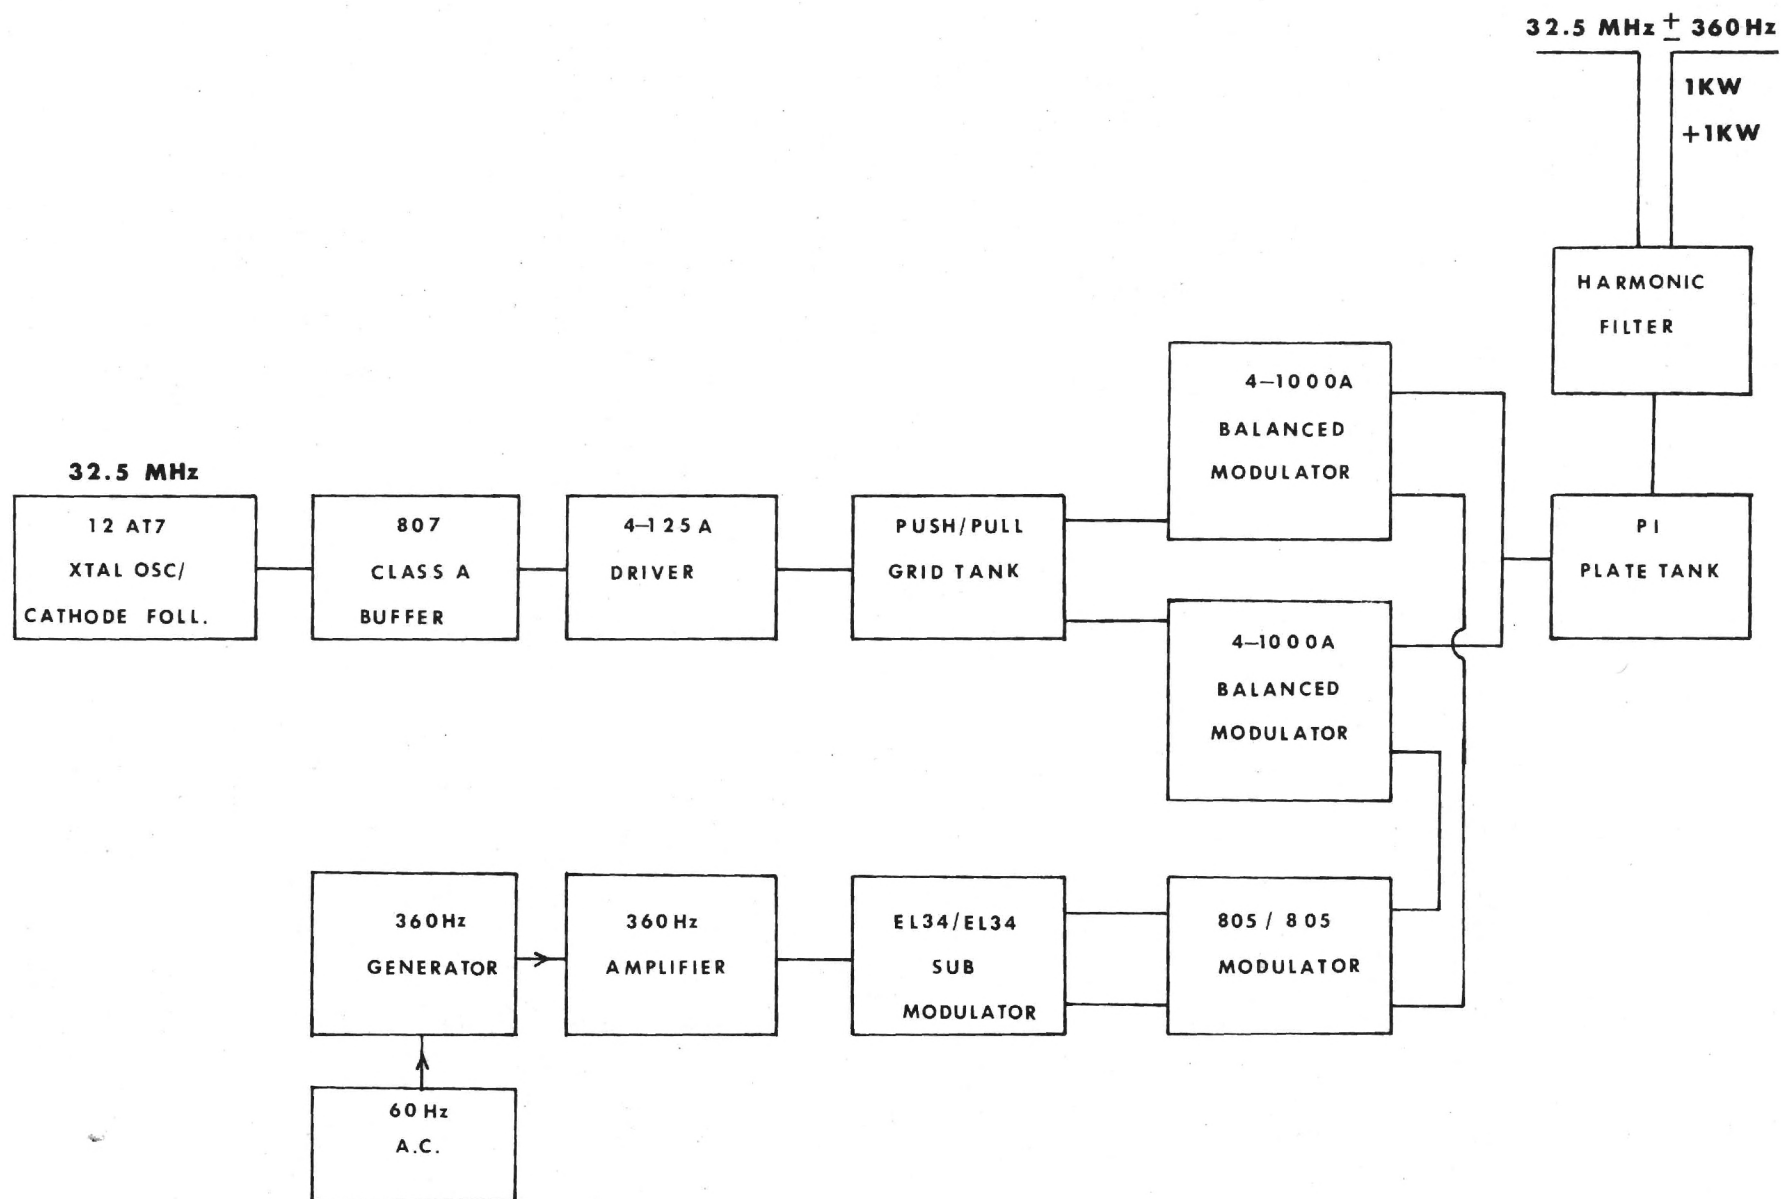 32.5 MHz ± 360Hz
1KW
+1KW
HARMONIC
FILTER
4-1000A
BALANCED
MODULATOR
32.5 MHz
12 AT7
XTAL OSC/
CATHODE FOLL.
807
CLASS A
BUFFER
4-125A
DRIVER
PUSH/PULL
GRID TANK
4-1000A
BALANCED
MODULATOR
PI
PLATE TANK
360Hz
GENERATOR
360Hz
AMPLIFIER
EL34/EL34
SUB
MODULATOR
805 / 805
MODULATOR
60 Hz
A.C.